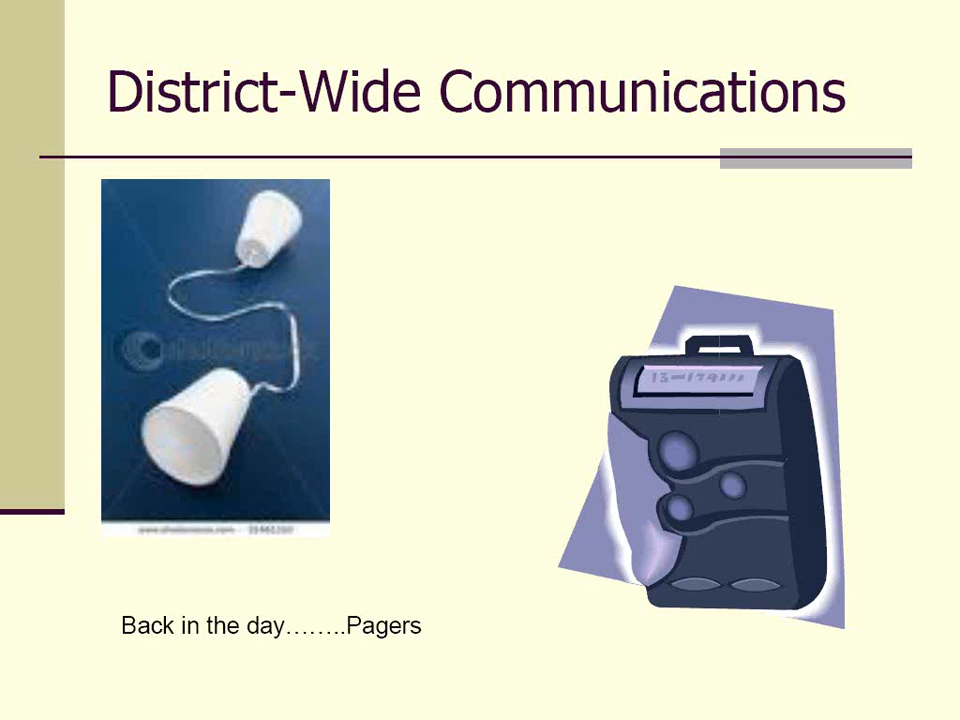 District-Wide Communications
Back in the day……..Pagers